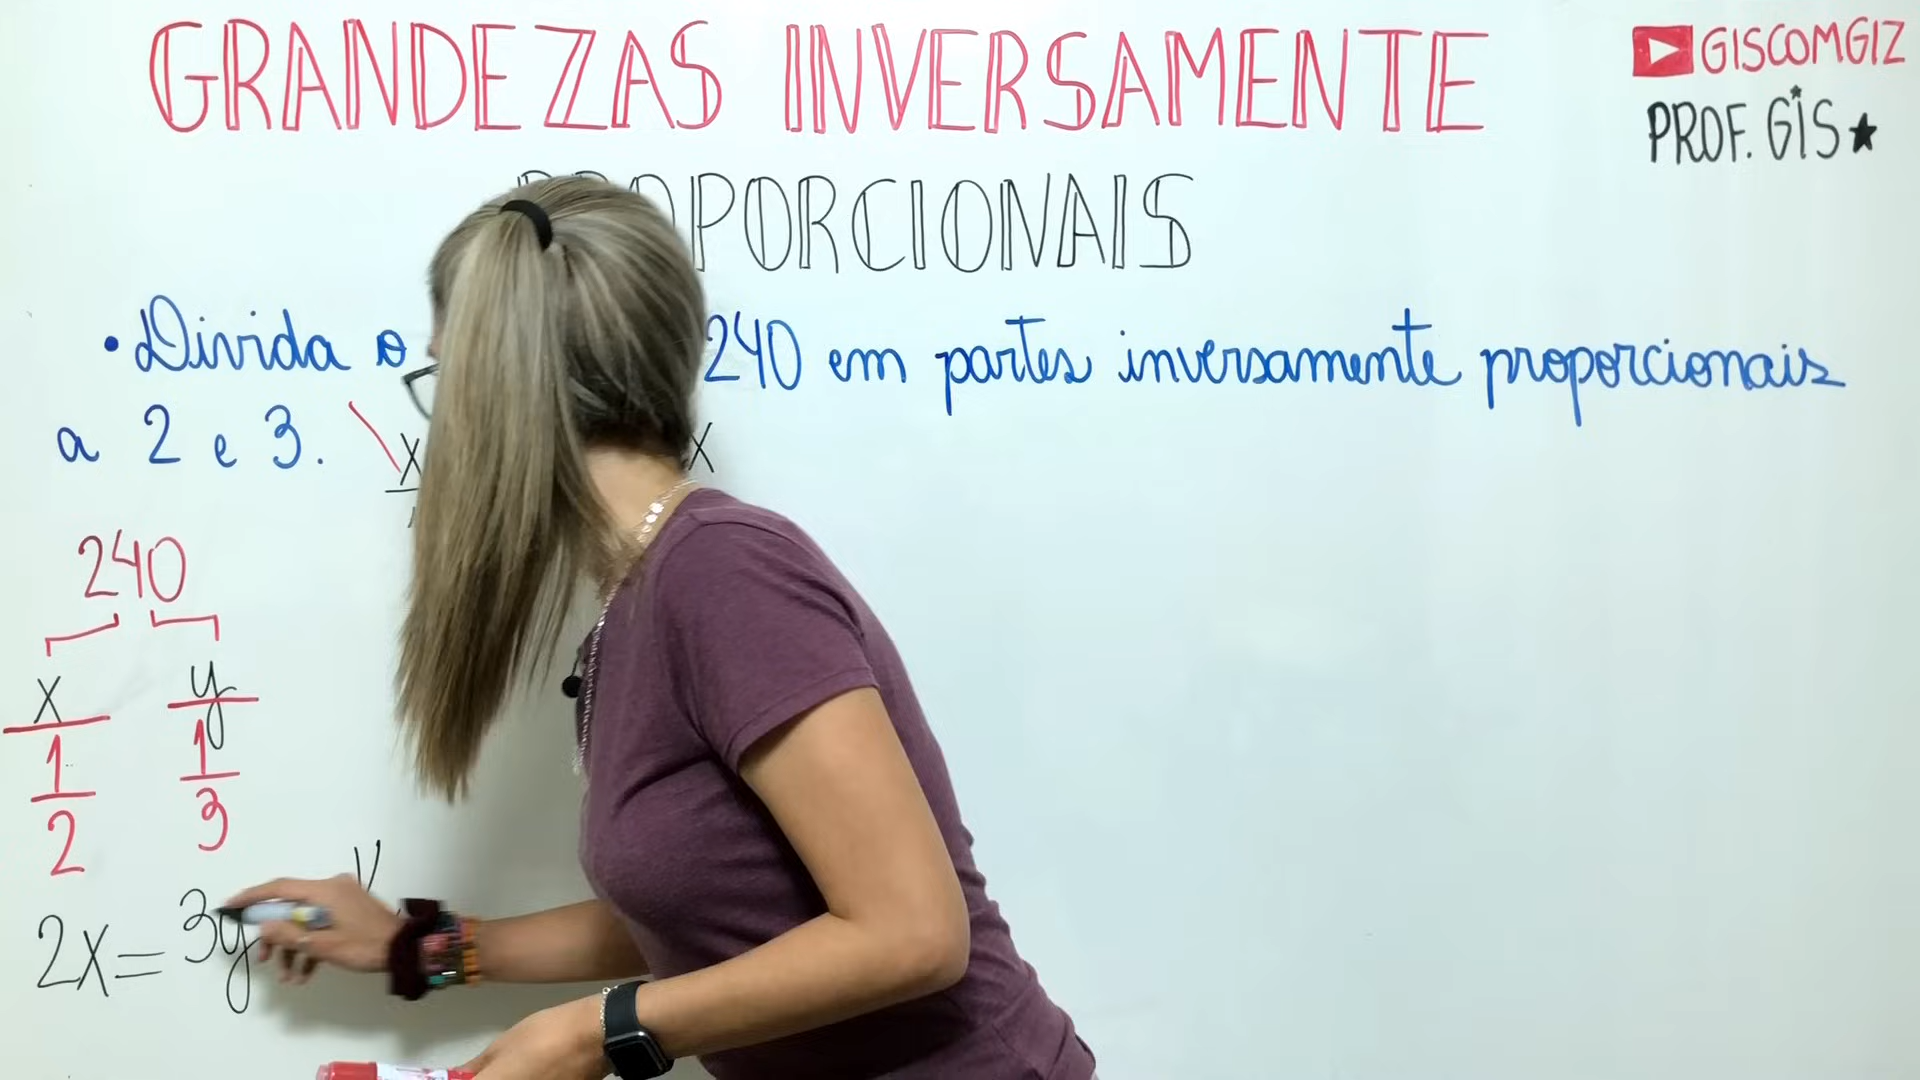 GRANDEZAS INVERSAMENTE
GISCOMGIZ
PROF. GIS
PORCIONAIS
• Divida o 240 em partes inversamente proporcionais
a 2 e 3.
x
x
240
x y
1 1
2 3
2x = 3y